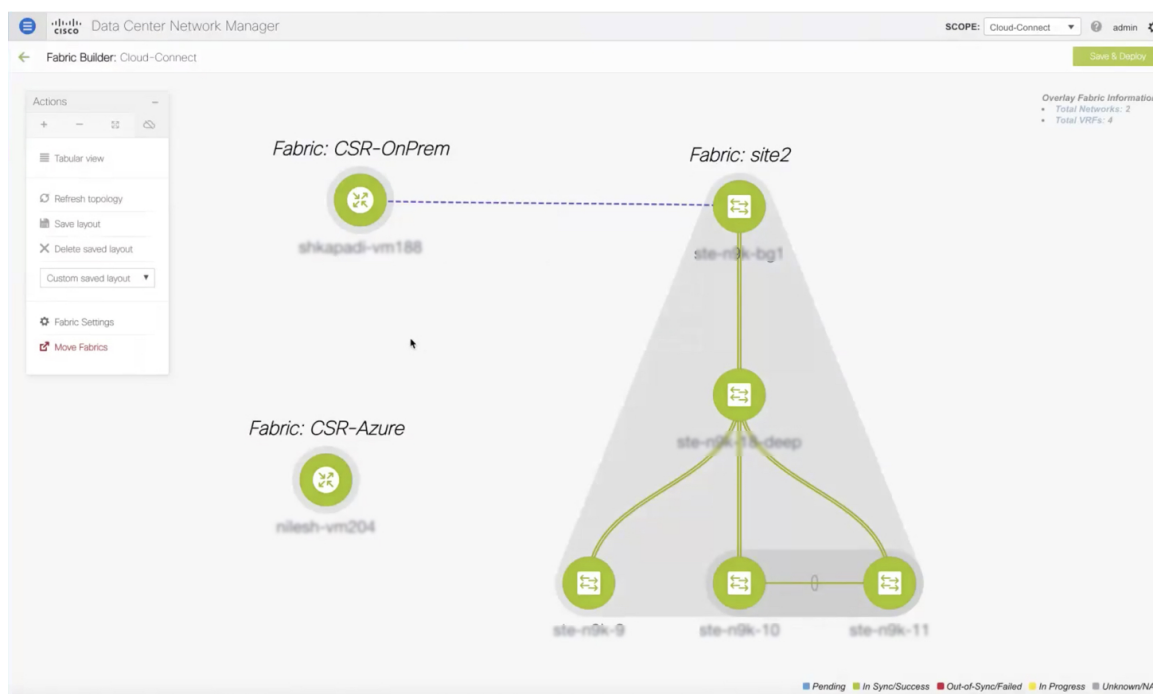 cisco Data Center Network Manager
SCOPE: Cloud-Connect
admin
Fabric Builder: Cloud-Connect
Save & Deploy
Actions
Tabular view
Refresh topology
Save layout
Delete saved layout
Custom saved layout
Fabric Settings
Move Fabrics
Overlay Fabric Information
Total Networks: 2
Total VRFs: 4
Fabric: CSR-OnPrem
shkapadi-vm188
Fabric: site2
ste-n9k-bg1
Fabric: CSR-Azure
nilesh-vm204
ste-n9k-9
ste-n9k-10
ste-n9k-11
Pending In Sync/Success Out-of-Sync/Failed In Progress Unknown/NA